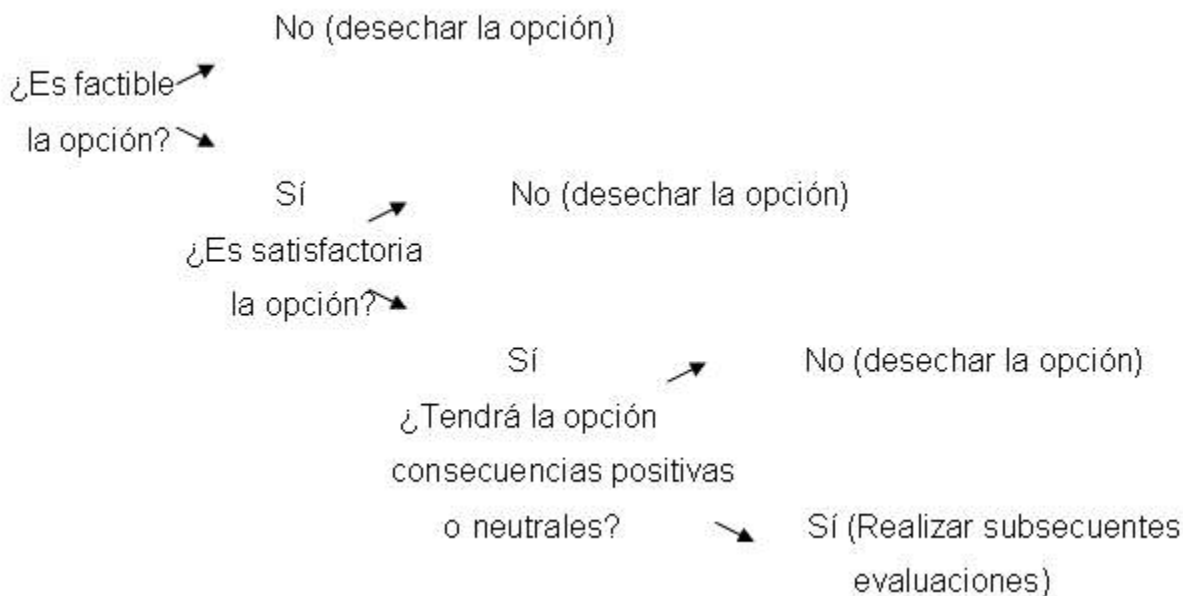 No (desechar la opción)
¿Es factible
la opción?
Sí
No (desechar la opción)
¿Es satisfactoria
la opción?
Sí
No (desechar la opción)
¿Tendrá la opción
consecuencias positivas
o neutrales?
Sí (Realizar subsecuentes
evaluaciones)